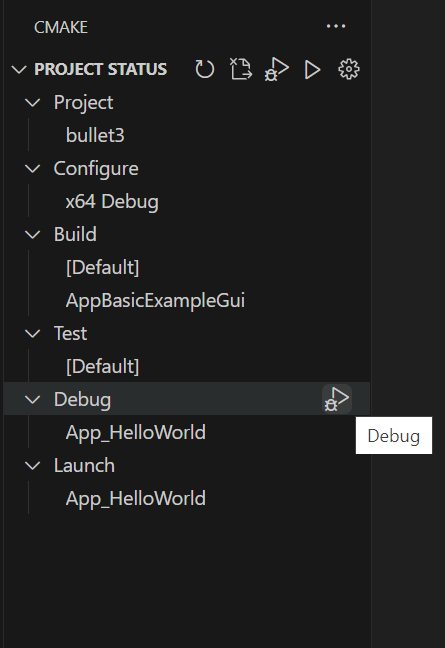 CMAKE
PROJECT STATUS
Project
bullet3
Configure
x64 Debug
Build
[Default]
AppBasicExampleGui
Test
[Default]
Debug
App_HelloWorld
Debug
Launch
App_HelloWorld